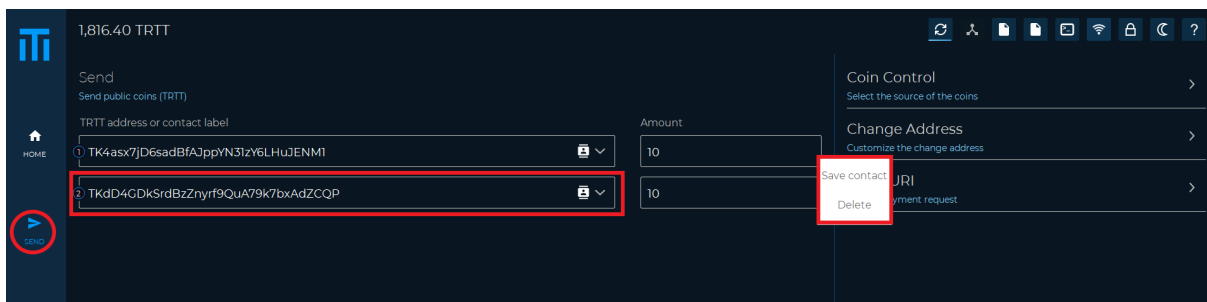 1,816.40 TRTT
?
Send
Send public coins (TRTT)
TRTT address or contact label
Amount
1 TK4asx7jD6sadBfAJppYN31zY6LHuJENM1
10
2 TKdD4GDkSrdBzZnyrf9QuA79k7bxAdZCQP
10
Save contact
Delete
Coin Control
Select the source of the coins
Change Address
Customize the change address
URI
yment request
HOME
SEND